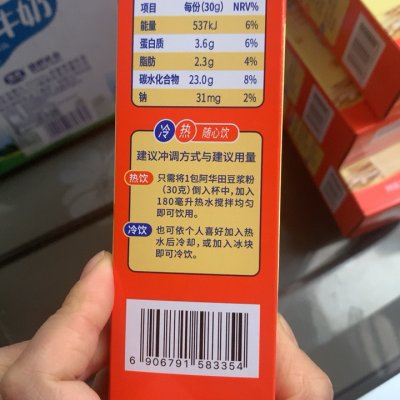 项目 每份(30g) NRV%
能量 537kJ 6%
蛋白质 3.6g 6%
脂肪 2.3g 4%
碳水化合物 23.0g 8%
钠 31mg 2%
冷 热 随心饮
建议冲调方式与建议用量
热饮 只需将1包阿华田豆浆粉
(30克)倒入杯中,加入
180毫升热水搅拌均匀
即可饮用。
冷饮 也可依个人喜好加入热
水后冷却,或加入冰块
即可冷饮。
6 906791 583354
牛奶